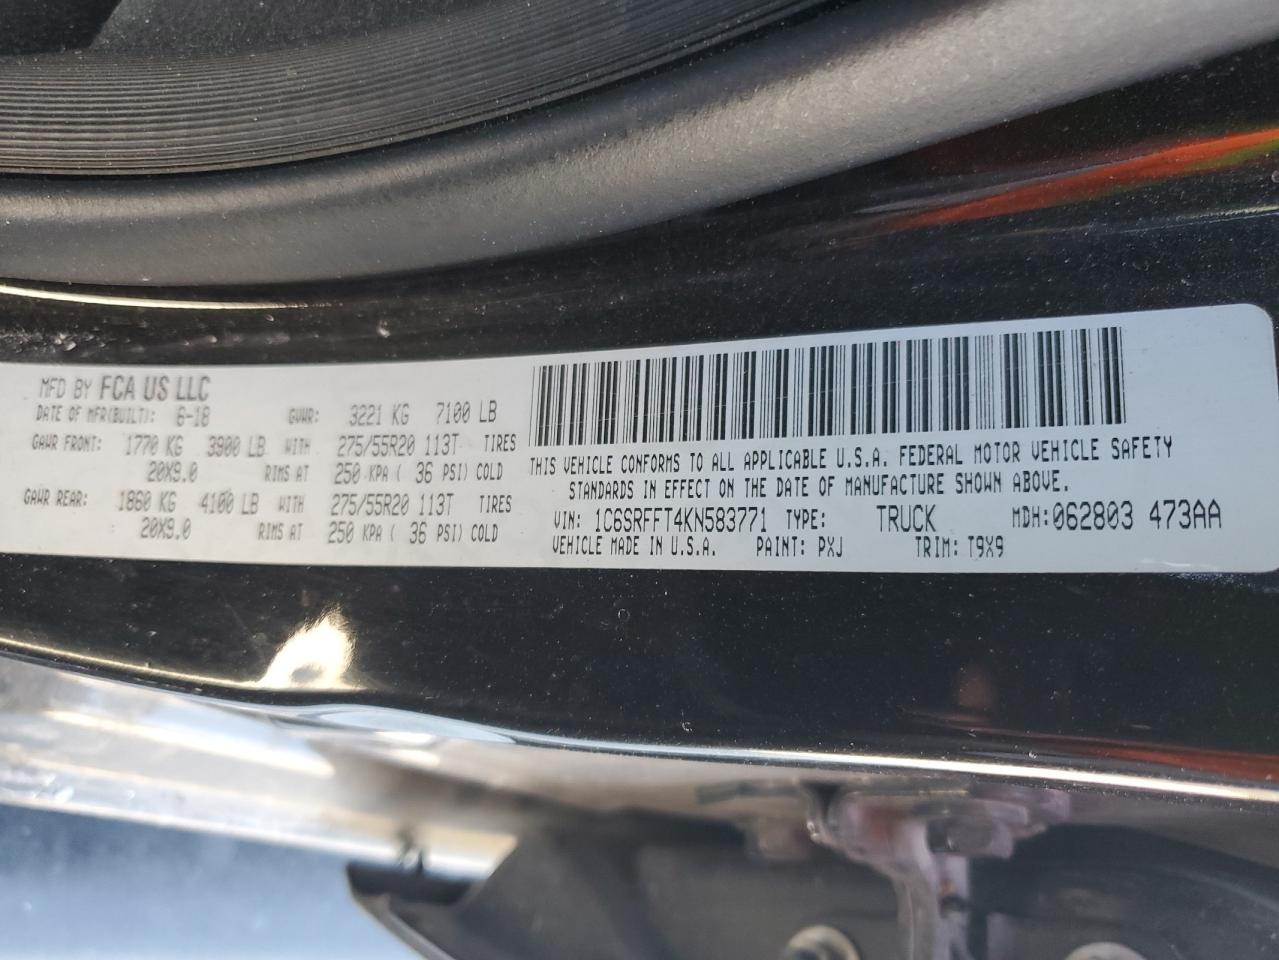 MFD BY FCA US LLC
DATE OF MFR(BUILT): 6-18 GVWR: 3221 KG 7100 LB
GAWR FRONT: 1770 KG 3900 LB WITH 275/55R20 113T TIRES
20X9.0 RIMS AT 250 KPA ( 36 PSI) COLD
GAWR REAR: 1860 KG 4100 LB WITH 275/55R20 113T TIRES
20X9.0 RIMS AT 250 KPA ( 36 PSI) COLD
THIS VEHICLE CONFORMS TO ALL APPLICABLE U.S.A. FEDERAL MOTOR VEHICLE SAFETY
STANDARDS IN EFFECT ON THE DATE OF MANUFACTURE SHOWN ABOVE.
VIN: 1C6SRFFT4KN583771 TYPE: TRUCK MDH:062803 473AA
VEHICLE MADE IN U.S.A. PAINT: PXJ TRIM: T9X9